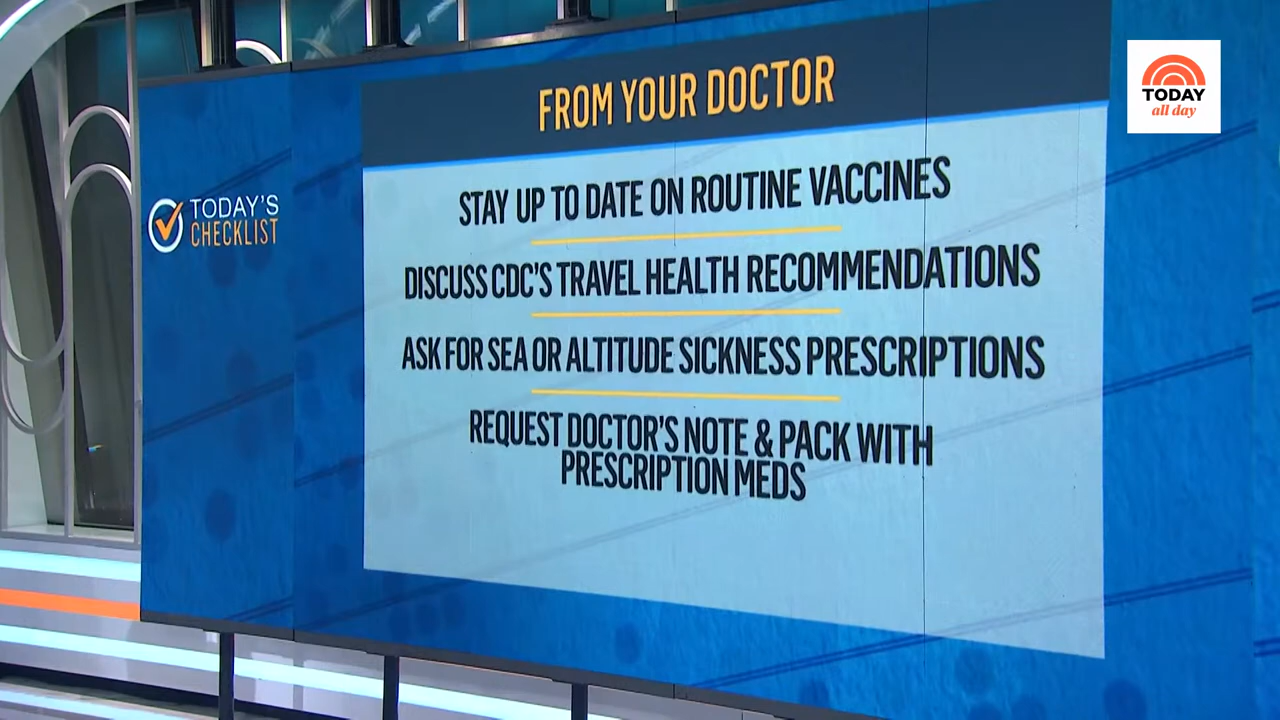 FROM YOUR DOCTOR
TODAY
all day
TODAY'S
CHECKLIST
STAY UP TO DATE ON ROUTINE VACCINES
DISCUSS CDC'S TRAVEL HEALTH RECOMMENDATIONS
ASK FOR SEA OR ALTITUDE SICKNESS PRESCRIPTIONS
REQUEST DOCTOR'S NOTE & PACK WITH
PRESCRIPTION MEDS